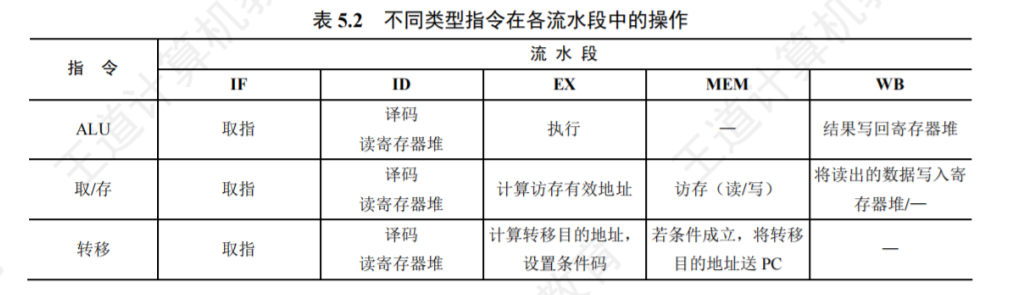 表 5.2 不同类型指令在各流水段中的操作
指 令 流 水 段
IF ID EX MEM WB
ALU 取指 译码 读寄存器堆 执行 — 结果写回寄存器堆
取/存 取指 译码 读寄存器堆 计算访存有效地址 访存（读/写） 将读出的数据写入寄存器堆/—
转移 取指 译码 读寄存器堆 计算转移目的地址，设置条件码 若条件成立，将转移目的地址送 PC —
王道计算机教
王道计算机教
教育